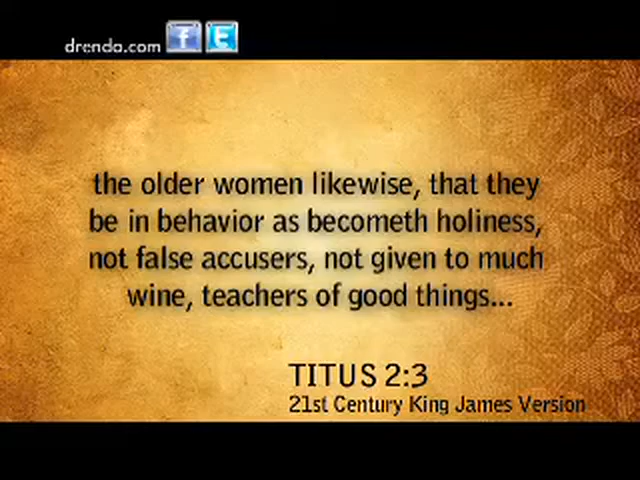 drenda.com f t
the older women likewise, that they
be in behavior as becometh holiness,
not false accusers, not given to much
wine, teachers of good things...
TITUS 2:3
21st Century King James Version